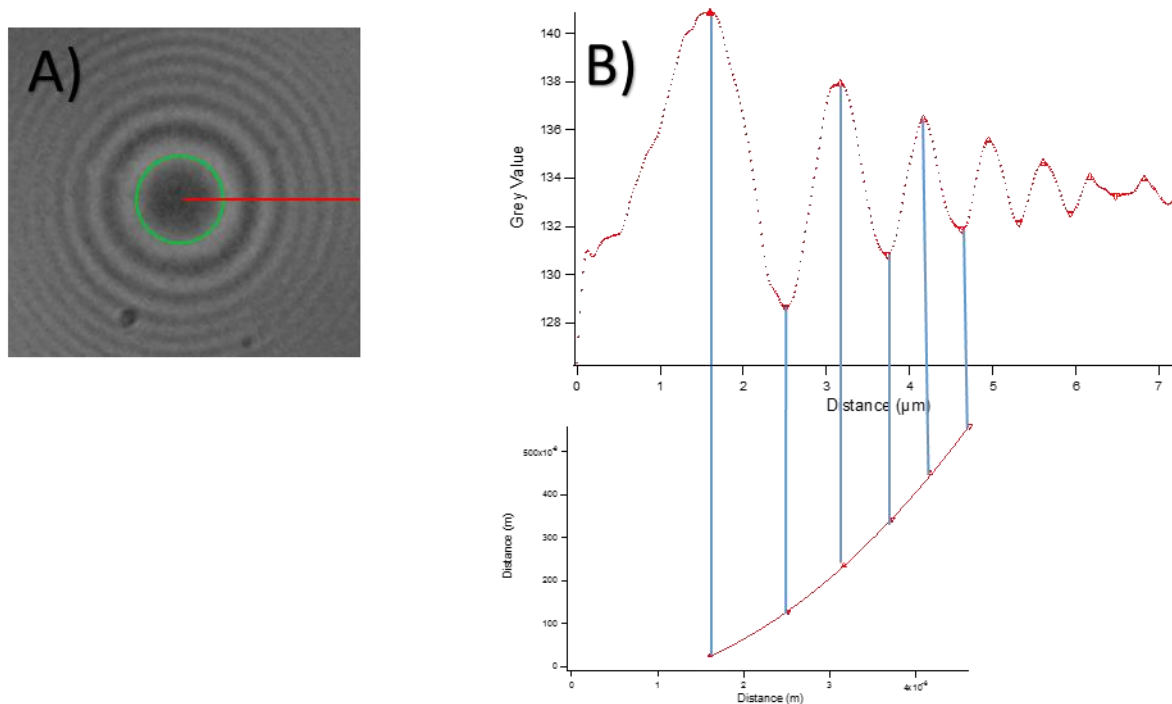 A)
B)
140
138
136
134
132
130
128
Grey Value
0 1 2 3 4 5 6 7
Distance (µm)
500x10⁻⁶
400
300
200
100
0
Distance (m)
0 1 2 3 4x10⁻⁶
Distance (m)